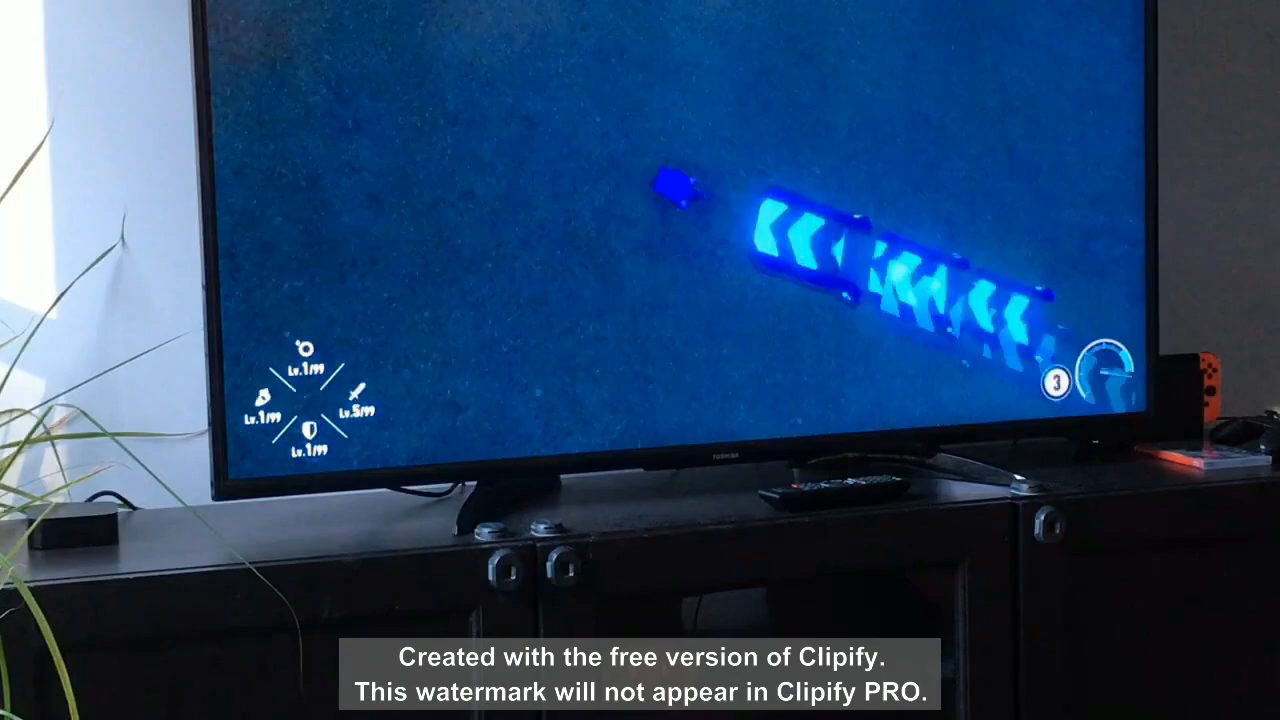 Lv.1/99
Lv.1/99
Lv.5/99
Lv.1/99
3
TOSHIBA
Created with the free version of Clipify.
This watermark will not appear in Clipify PRO.